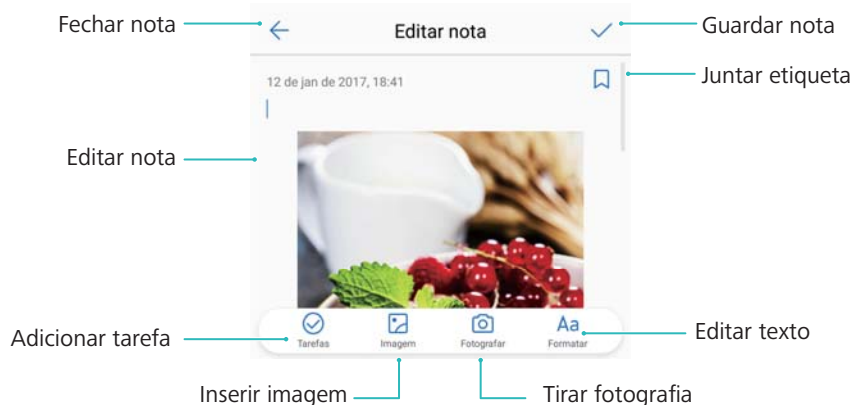 Fechar nota
Editar nota
Guardar nota
Juntar etiqueta
12 de jan de 2017, 18:41
Editar nota
Adicionar tarefa
Tarefas
Imagem
Fotografar
Aa
Formatar
Editar texto
Inserir imagem
Tirar fotografia